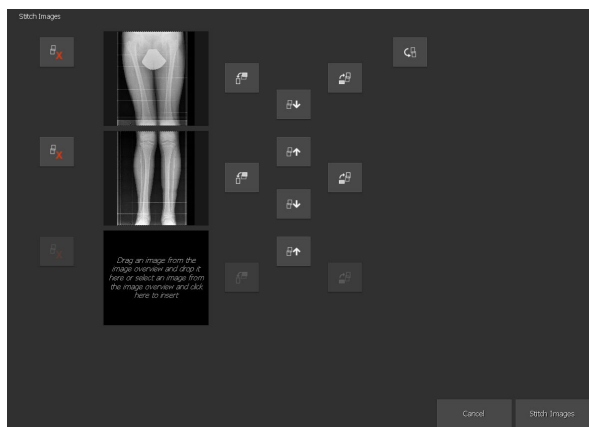 Stitch Images
Drag an image from the
image overview and drop it
here or select an image from
the image overview and click
here to insert
Cancel
Stitch Images